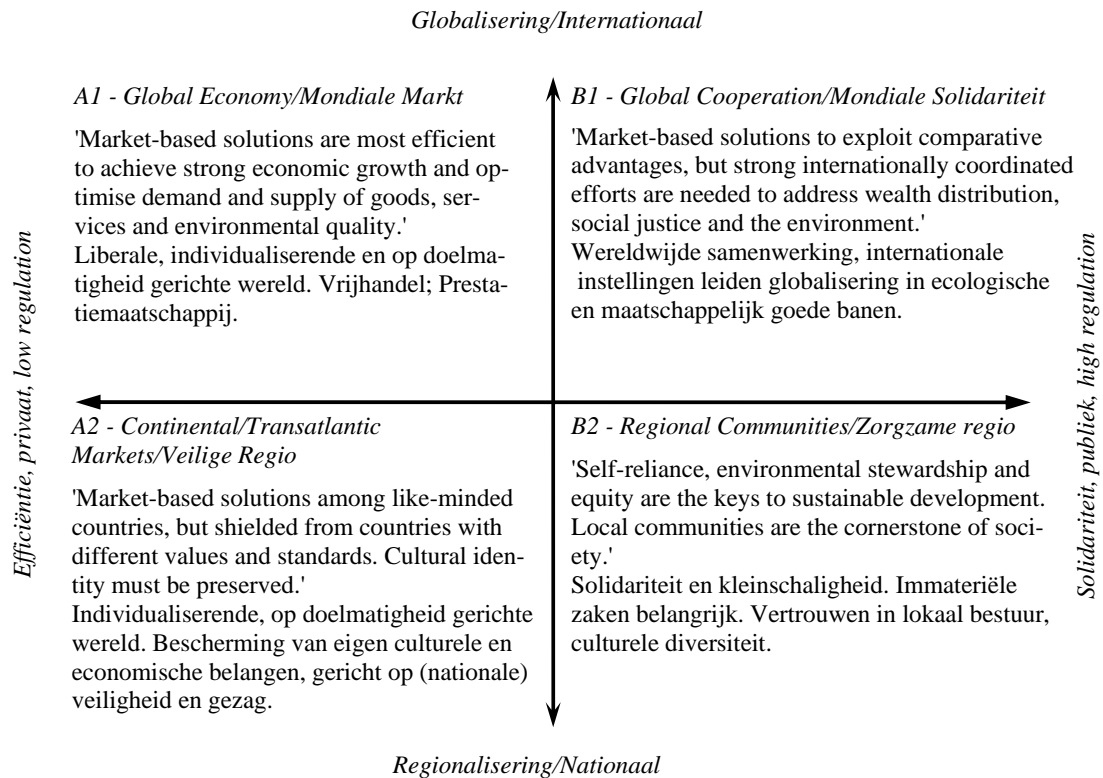 Globalisering/Internationaal
A1 - Global Economy/Mondiale Markt
'Market-based solutions are most efficient
to achieve strong economic growth and op-
timise demand and supply of goods, ser-
vices and environmental quality.'
Liberale, individualiserende en op doelma-
tigheid gerichte wereld. Vrijhandel; Presta-
tiemaatschappij.
B1 - Global Cooperation/Mondiale Solidariteit
'Market-based solutions to exploit comparative
advantages, but strong internationally coordinated
efforts are needed to address wealth distribution,
social justice and the environment.'
Wereldwijde samenwerking, internationale
instellingen leiden globalisering in ecologische
en maatschappelijk goede banen.
Efficiëntie, privaat, low regulation
Solidariteit, publiek, high regulation
A2 - Continental/Transatlantic
Markets/Veilige Regio
'Market-based solutions among like-minded
countries, but shielded from countries with
different values and standards. Cultural iden-
tity must be preserved.'
Individualiserende, op doelmatigheid gerichte
wereld. Bescherming van eigen culturele en
economische belangen, gericht op (nationale)
veiligheid en gezag.
B2 - Regional Communities/Zorgzame regio
'Self-reliance, environmental stewardship and
equity are the keys to sustainable development.
Local communities are the cornerstone of soci-
ety.'
Solidariteit en kleinschaligheid. Immateriële
zaken belangrijk. Vertrouwen in lokaal bestuur,
culturele diversiteit.
Regionalisering/Nationaal